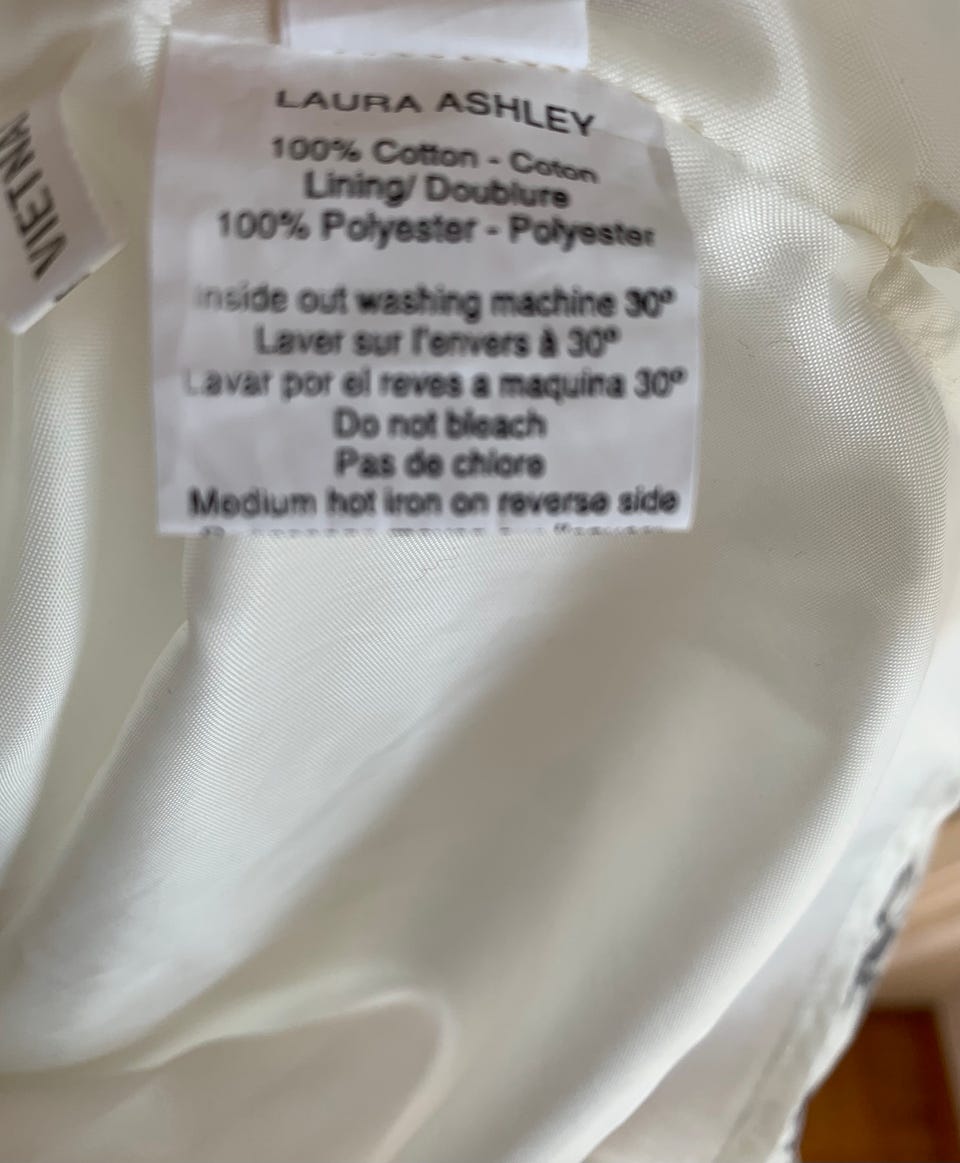 LAURA ASHLEY
100% Cotton - Coton
Lining/ Doublure
100% Polyester - Polyester
Inside out washing machine 30º
Laver sur l'envers à 30º
Lavar por el reves a maquina 30º
Do not bleach
Pas de chlore
Medium hot iron on reverse side
VIETNA